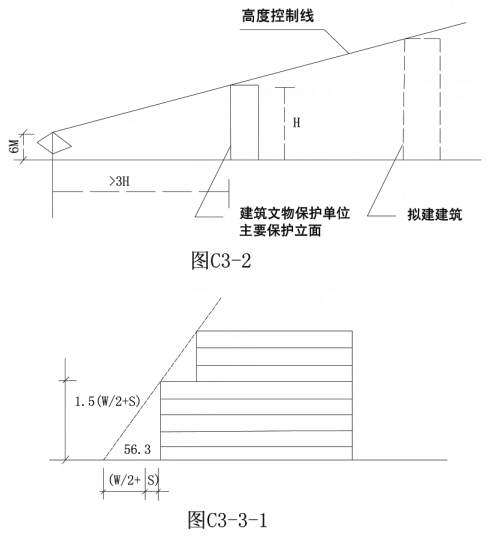 高度控制线
6M
H
>3H
建筑文物保护单位
主要保护立面
拟建建筑
图C3-2
1.5(W/2+S)
56.3
(W/2+ S)
图C3-3-1